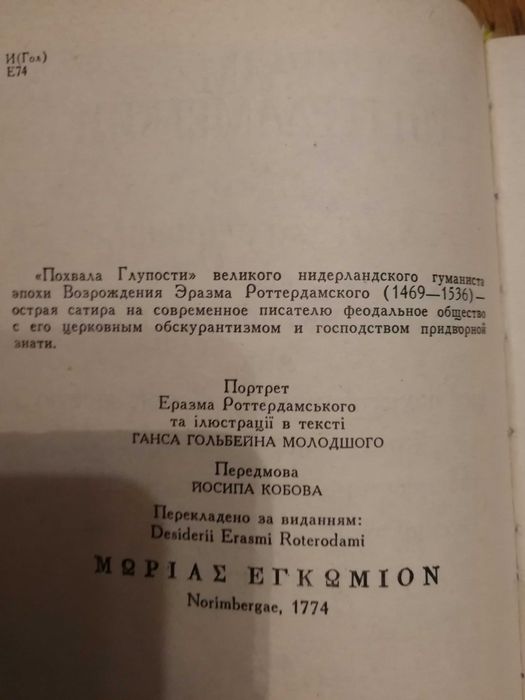 И(Гол)
Е74
«Похвала Глупости» великого нидерландского гуманиста
эпохи Возрождения Эразма Роттердамского (1469—1536)—
острая сатира на современное писателю феодальное общество
с его церковным обскурантизмом и господством придворной
знати.
Портрет
Еразма Роттердамського
та ілюстрації в тексті
ГАНСА ГОЛЬБЕЙНА МОЛОДШОГО
Передмова
ЙОСИПА КОБОВА
Перекладено за виданням:
Desiderii Erasmi Roterodami
ΜΩΡΙΑΣ ΕΓΚΩΜΙΟΝ
Norimbergae, 1774